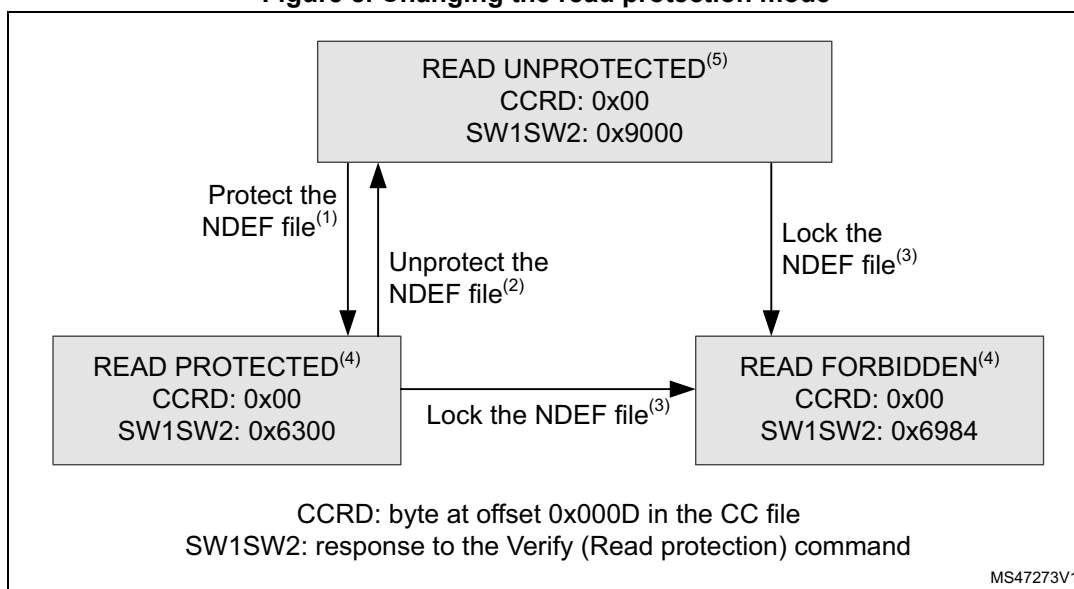 Figure Changing the read protection mode
READ UNPROTECTED(5)
CCRD: 0x00
SW1SW2: 0x9000
Protect the
NDEF file(1)
Unprotect the
NDEF file(2)
Lock the
NDEF file(3)
READ PROTECTED(4)
CCRD: 0x00
SW1SW2: 0x6300
Lock the NDEF file(3)
READ FORBIDDEN(4)
CCRD: 0x00
SW1SW2: 0x6984
CCRD: byte at offset 0x000D in the CC file
SW1SW2: response to the Verify (Read protection) command
MS47273V1